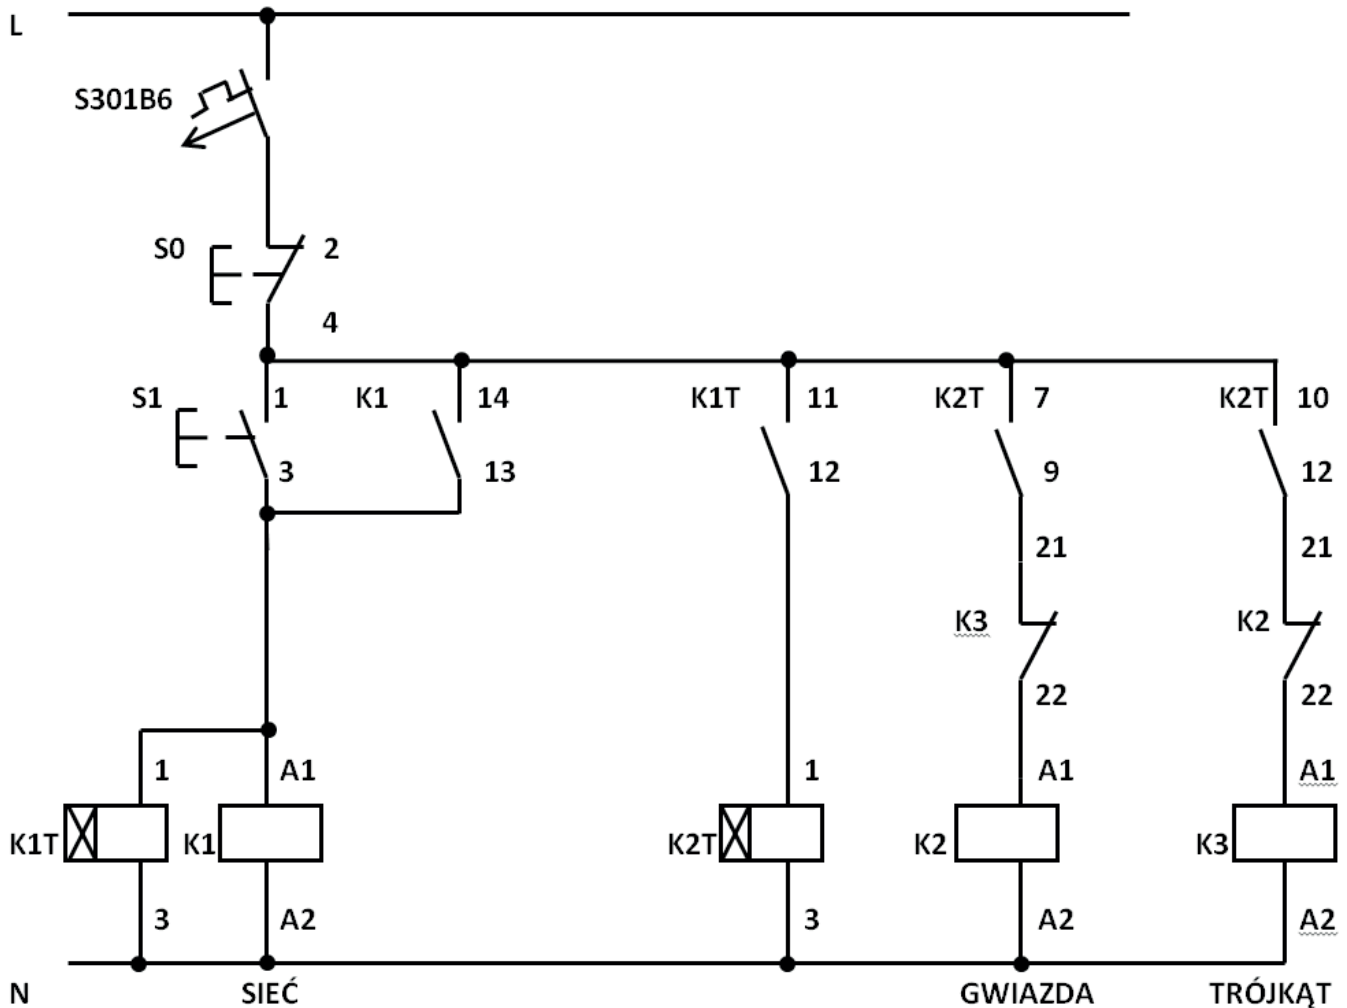 L
S301B6
S0 2
4
S1 1 K1 14 K1T 11 K2T 7 K2T 10
3 13 12 9 12
21 21
K3 K2
22 22
1 A1 1 A1 A1
K1T K1 K2T K2 K3
3 A2 3 A2 A2
N SIEĆ GWIAZDA TRÓJKĄT